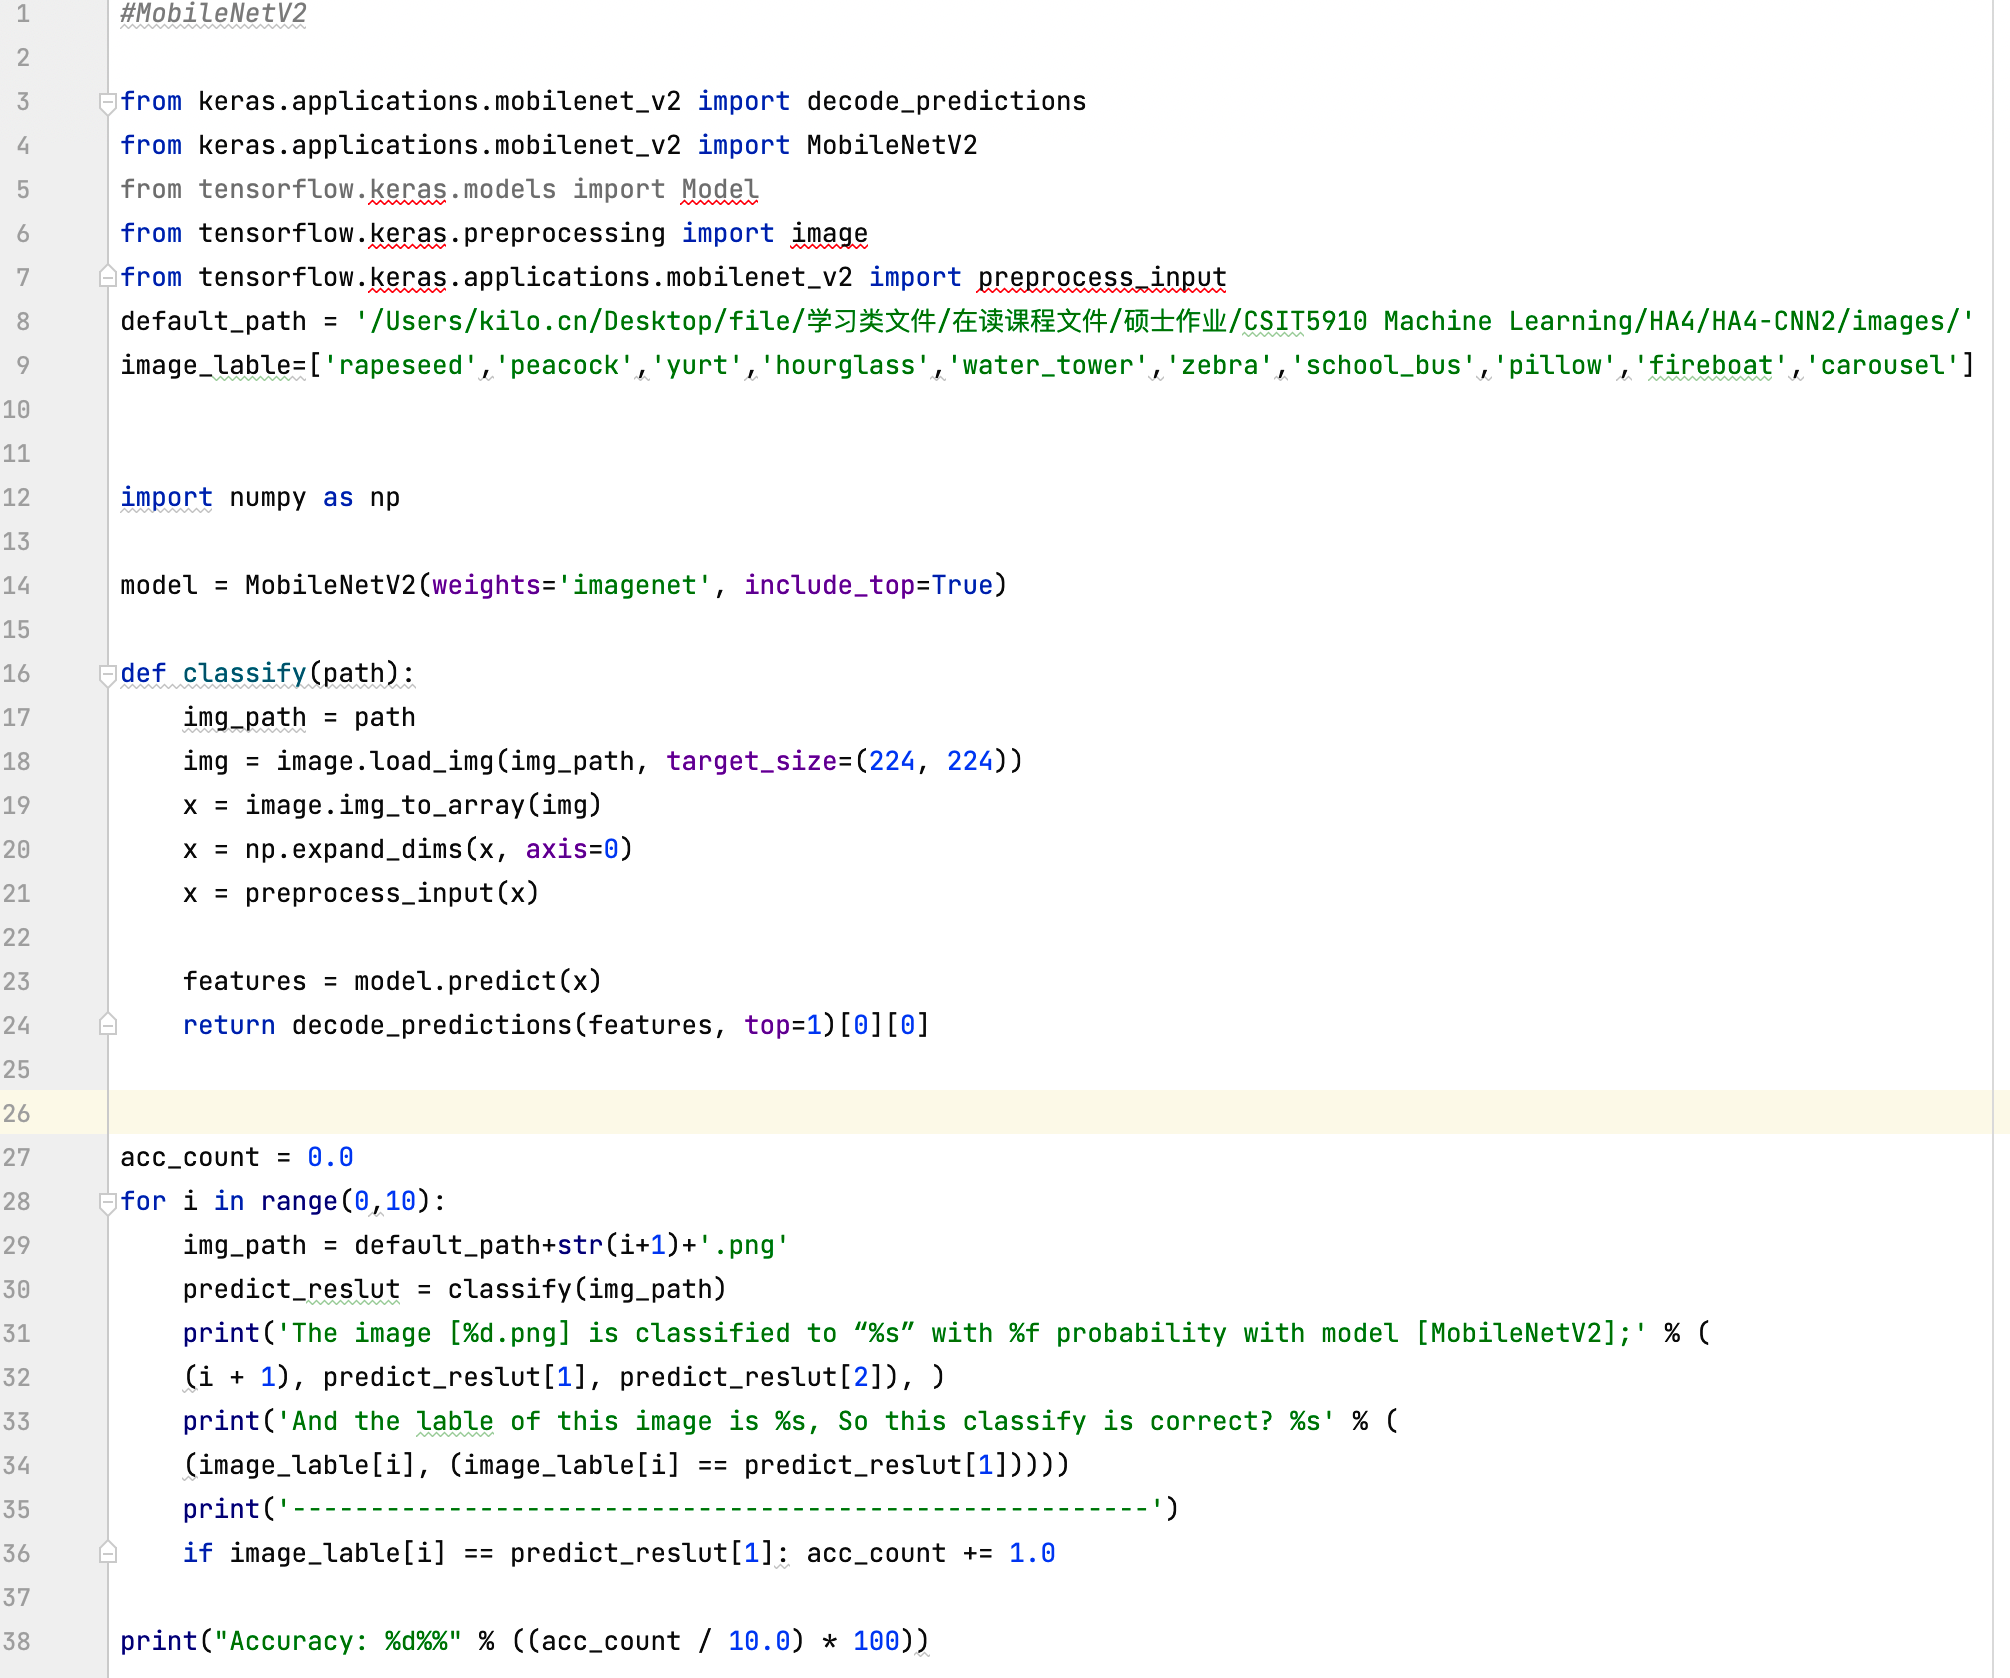 1 #MobileNetV2
2
3 from keras.applications.mobilenet_v2 import decode_predictions
4 from keras.applications.mobilenet_v2 import MobileNetV2
5 from tensorflow.keras.models import Model
6 from tensorflow.keras.preprocessing import image
7 from tensorflow.keras.applications.mobilenet_v2 import preprocess_input
8 default_path = '/Users/kilo.cn/Desktop/file/学习类文件/在读课程文件/硕士作业/CSIT5910 Machine Learning/HA4/HA4-CNN2/images/'
9 image_lable=['rapeseed','peacock','yurt','hourglass','water_tower','zebra','school_bus','pillow','fireboat','carousel']
10
11
12 import numpy as np
13
14 model = MobileNetV2(weights='imagenet', include_top=True)
15
16 def classify(path):
17     img_path = path
18     img = image.load_img(img_path, target_size=(224, 224))
19     x = image.img_to_array(img)
20     x = np.expand_dims(x, axis=0)
21     x = preprocess_input(x)
22
23     features = model.predict(x)
24     return decode_predictions(features, top=1)[0][0]
25
26
27 acc_count = 0.0
28 for i in range(0,10):
29     img_path = default_path+str(i+1)+'.png'
30     predict_reslut = classify(img_path)
31     print('The image [%d.png] is classified to “%s” with %f probability with model [MobileNetV2];' % (
32     (i + 1), predict_reslut[1], predict_reslut[2]), )
33     print('And the lable of this image is %s, So this classify is correct? %s' % (
34     (image_lable[i], (image_lable[i] == predict_reslut[1]))))
35     print('-------------------------------------------------------')
36     if image_lable[i] == predict_reslut[1]: acc_count += 1.0
37
38 print("Accuracy: %d%%" % ((acc_count / 10.0) * 100))